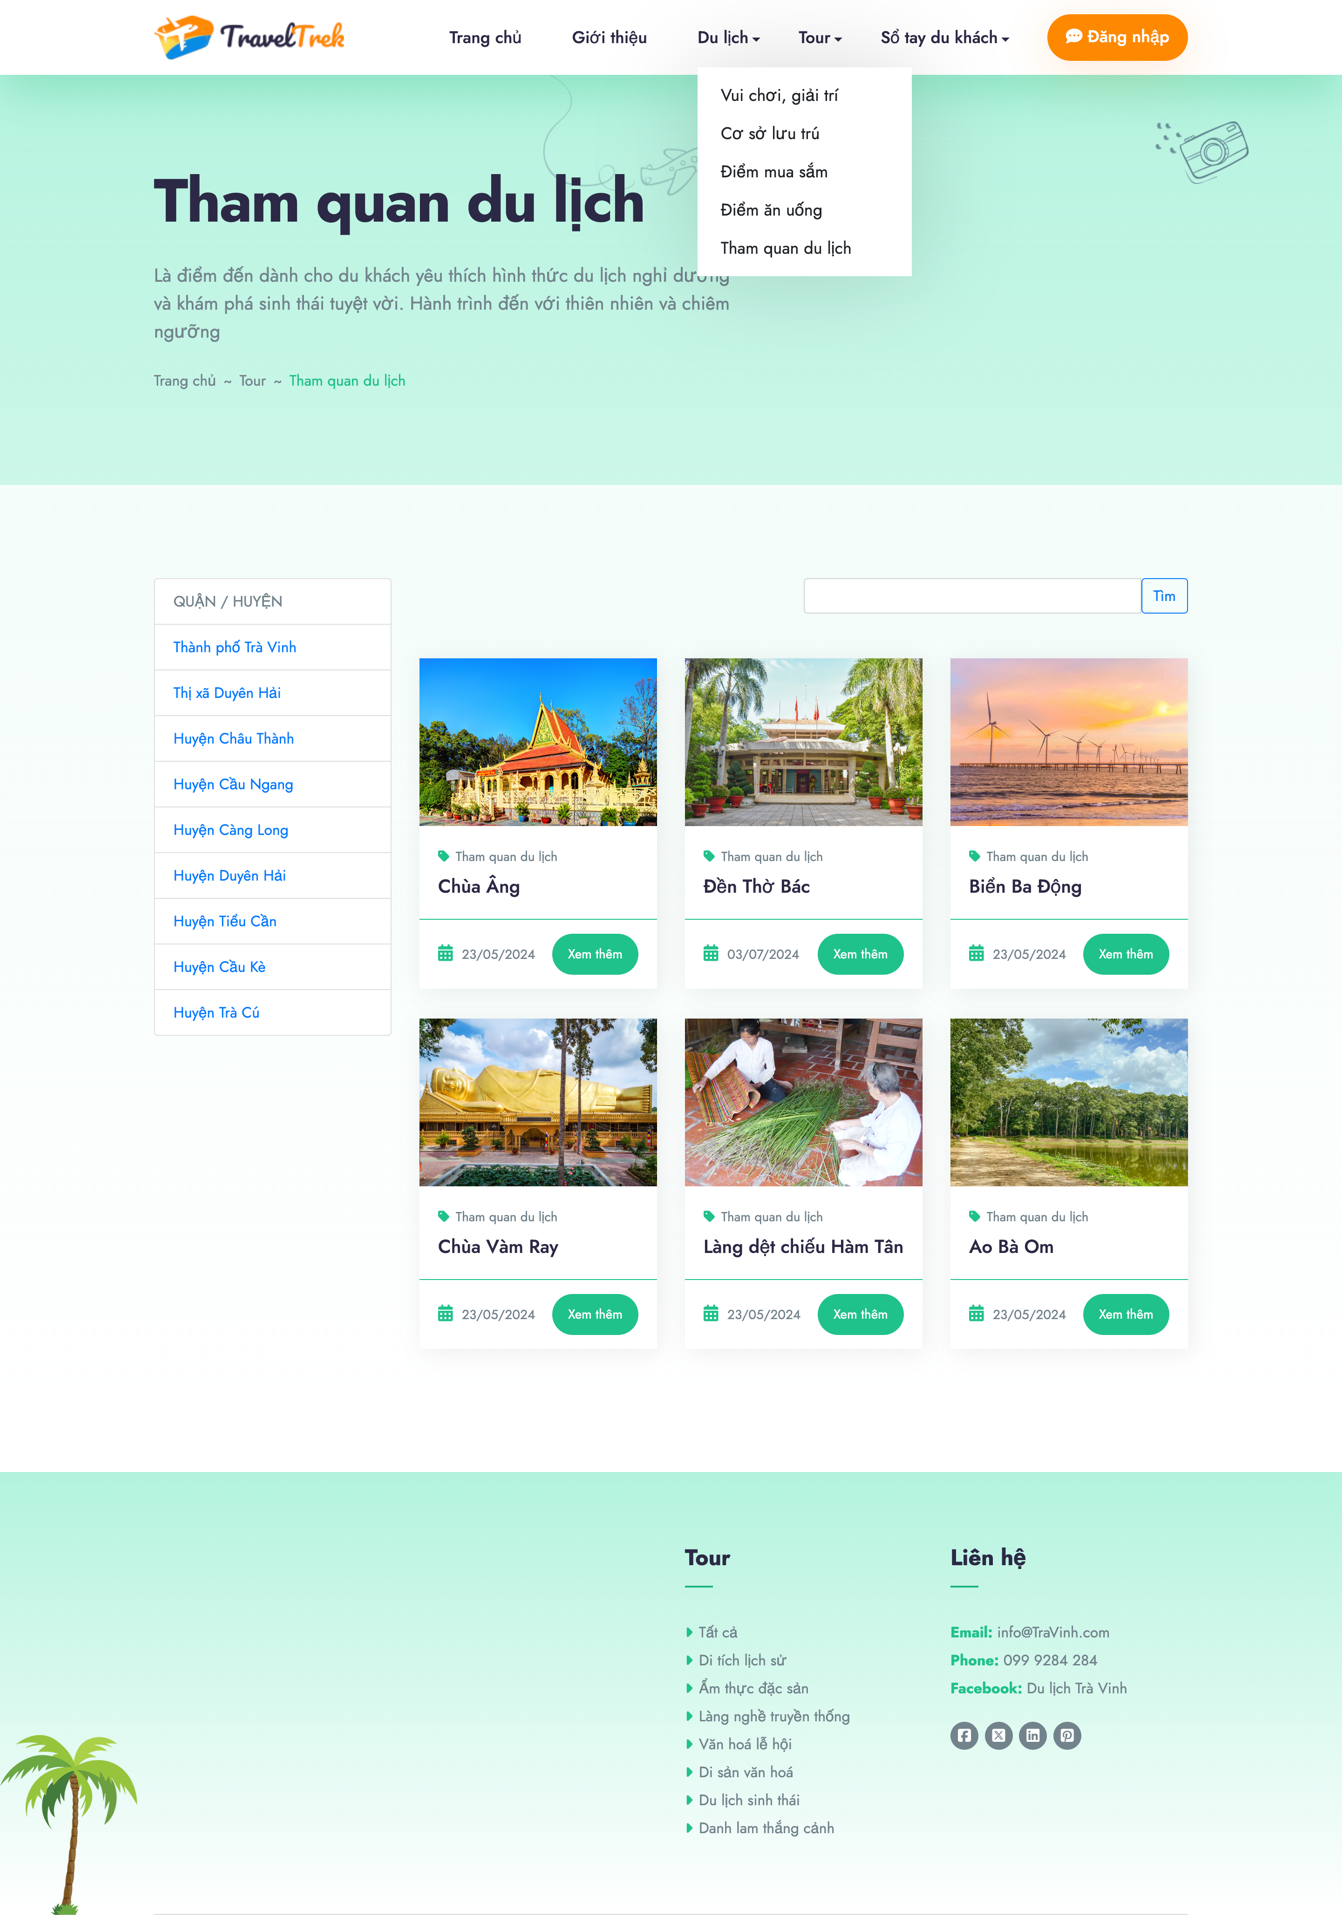 TravelTrek
Trang chủ
Giới thiệu
Du lịch
Tour
Sổ tay du khách
Đăng nhập
Vui chơi, giải trí
Cơ sở lưu trú
Điểm mua sắm
Điểm ăn uống
Tham quan du lịch
Tham quan du lịch
Là điểm đến dành cho du khách yêu thích hình thức du lịch nghỉ dưỡng
và khám phá sinh thái tuyệt vời. Hành trình đến với thiên nhiên và chiêm
ngưỡng
Trang chủ ~ Tour ~ Tham quan du lịch
QUẬN / HUYỆN
Thành phố Trà Vinh
Thị xã Duyên Hải
Huyện Châu Thành
Huyện Cầu Ngang
Huyện Càng Long
Huyện Duyên Hải
Huyện Tiểu Cần
Huyện Cầu Kè
Huyện Trà Cú
Tìm
Tham quan du lịch
Chùa Âng
23/05/2024
Xem thêm
Tham quan du lịch
Đền Thờ Bác
03/07/2024
Xem thêm
Tham quan du lịch
Biển Ba Động
23/05/2024
Xem thêm
Tham quan du lịch
Chùa Vàm Ray
23/05/2024
Xem thêm
Tham quan du lịch
Làng dệt chiếu Hàm Tân
23/05/2024
Xem thêm
Tham quan du lịch
Ao Bà Om
23/05/2024
Xem thêm
Tour
Tất cả
Di tích lịch sử
Ẩm thực đặc sản
Làng nghề truyền thống
Văn hoá lễ hội
Di sản văn hoá
Du lịch sinh thái
Danh lam thắng cảnh
Liên hệ
Email: info@TraVinh.com
Phone: 099 9284 284
Facebook: Du lịch Trà Vinh